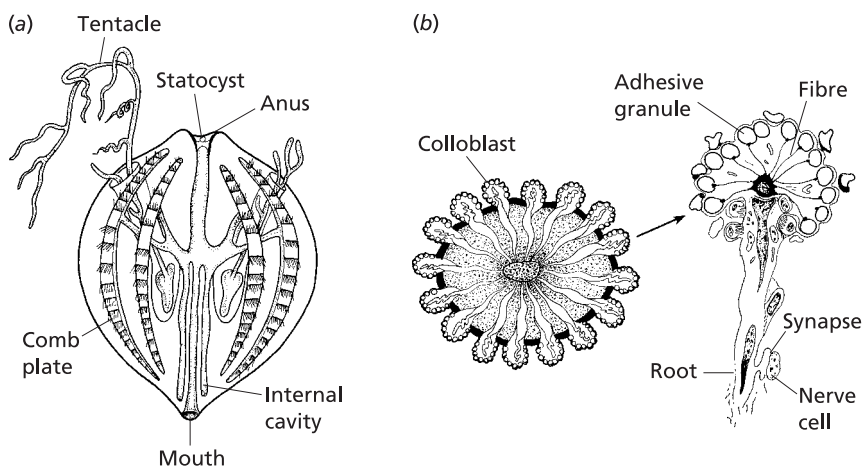 (a)
Tentacle
Statocyst
Anus
Comb
plate
Internal
cavity
Mouth
(b)
Adhesive
granule
Fibre
Colloblast
Synapse
Root
Nerve
cell